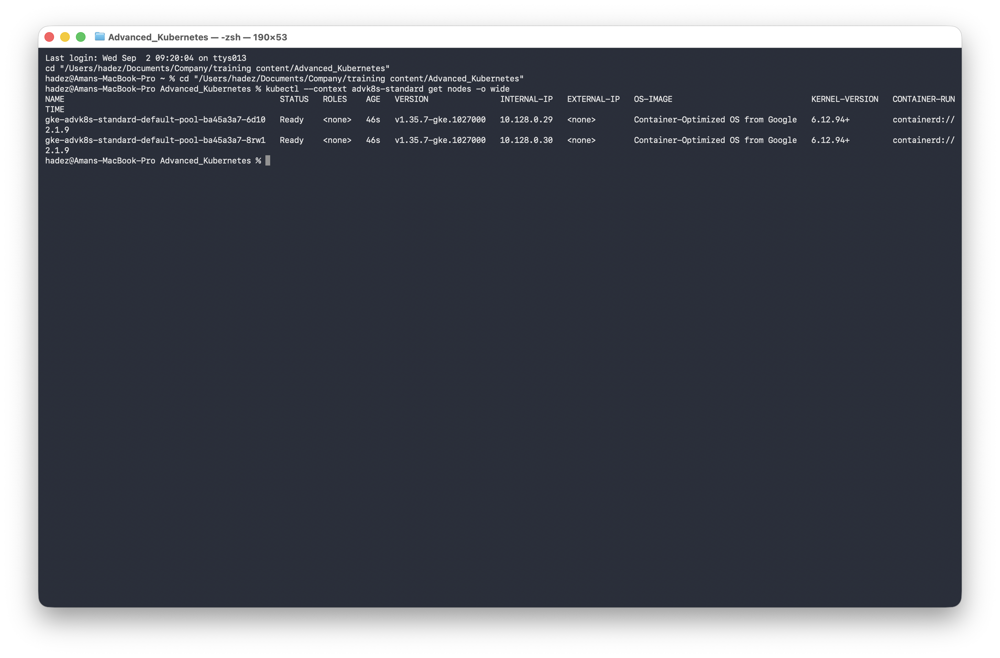 Advanced_Kubernetes — -zsh — 190×53
Last login: Wed Sep  2 09:20:04 on ttys013
cd "/Users/hadez/Documents/Company/training content/Advanced_Kubernetes"
hadez@Amans-MacBook-Pro ~ % cd "/Users/hadez/Documents/Company/training content/Advanced_Kubernetes"
hadez@Amans-MacBook-Pro Advanced_Kubernetes % kubectl --context advk8s-standard get nodes -o wide
NAME                                             STATUS   ROLES    AGE   VERSION               INTERNAL-IP   EXTERNAL-IP   OS-IMAGE                             KERNEL-VERSION   CONTAINER-RUN
TIME
gke-advk8s-standard-default-pool-ba45a3a7-6d10   Ready    <none>   46s   v1.35.7-gke.1027000   10.128.0.29   <none>        Container-Optimized OS from Google   6.12.94+         containerd://
2.1.9
gke-advk8s-standard-default-pool-ba45a3a7-8rw1   Ready    <none>   46s   v1.35.7-gke.1027000   10.128.0.30   <none>        Container-Optimized OS from Google   6.12.94+         containerd://
2.1.9
hadez@Amans-MacBook-Pro Advanced_Kubernetes %